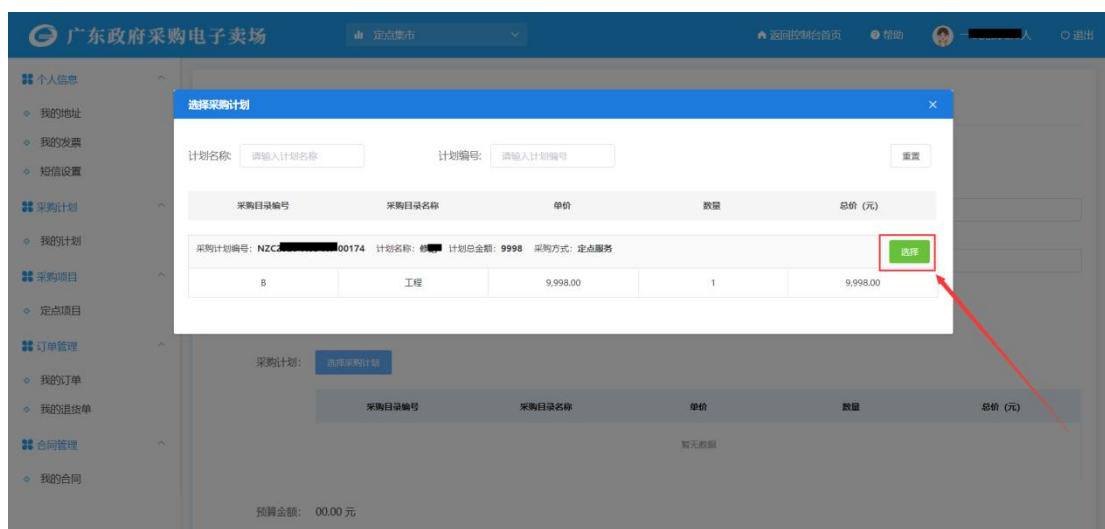 广东政府采购电子卖场 定点集市 返回控制台首页 帮助 一 人 退出
个人信息
我的地址
我的发票
短信设置
采购计划
我的计划
采购项目
定点项目
订单管理
我的订单
我的退货单
合同管理
我的合同
选择采购计划 ×
计划名称: 请输入计划名称 计划编号: 请输入计划编号 重置
采购目录编号 采购目录名称 单价 数量 总价 (元)
采购计划编号: NZC2 00174 计划名称: 修 计划总金额: 9998 采购方式: 定点服务 选择
B 工程 9,998.00 1 9,998.00
采购计划: 选择采购计划
采购目录编号 采购目录名称 单价 数量 总价 (元)
暂无数据
预算金额: 00.00 元